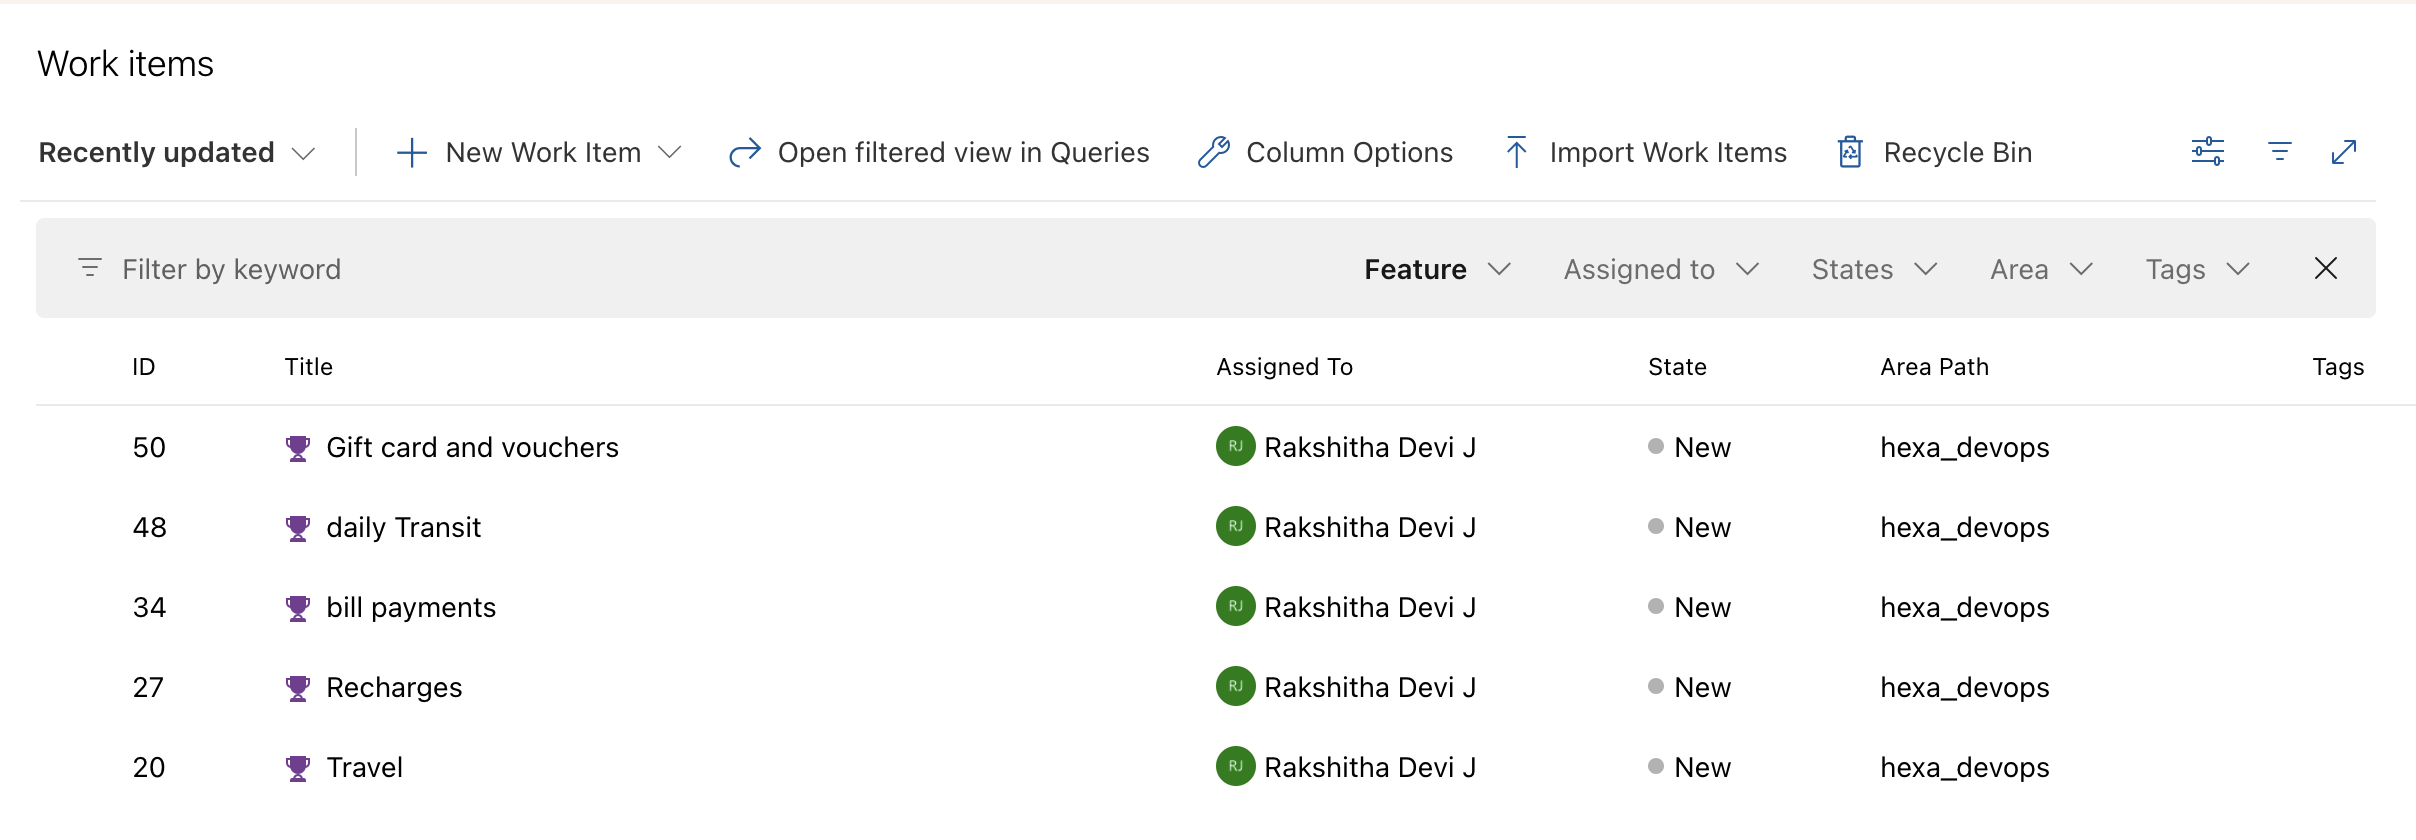 Work items
Recently updated New Work Item Open filtered view in Queries Column Options Import Work Items Recycle Bin
Filter by keyword Feature Assigned to States Area Tags
ID Title Assigned To State Area Path Tags
50 Gift card and vouchers RJ Rakshitha Devi J New hexa_devops
48 daily Transit RJ Rakshitha Devi J New hexa_devops
34 bill payments RJ Rakshitha Devi J New hexa_devops
27 Recharges RJ Rakshitha Devi J New hexa_devops
20 Travel RJ Rakshitha Devi J New hexa_devops